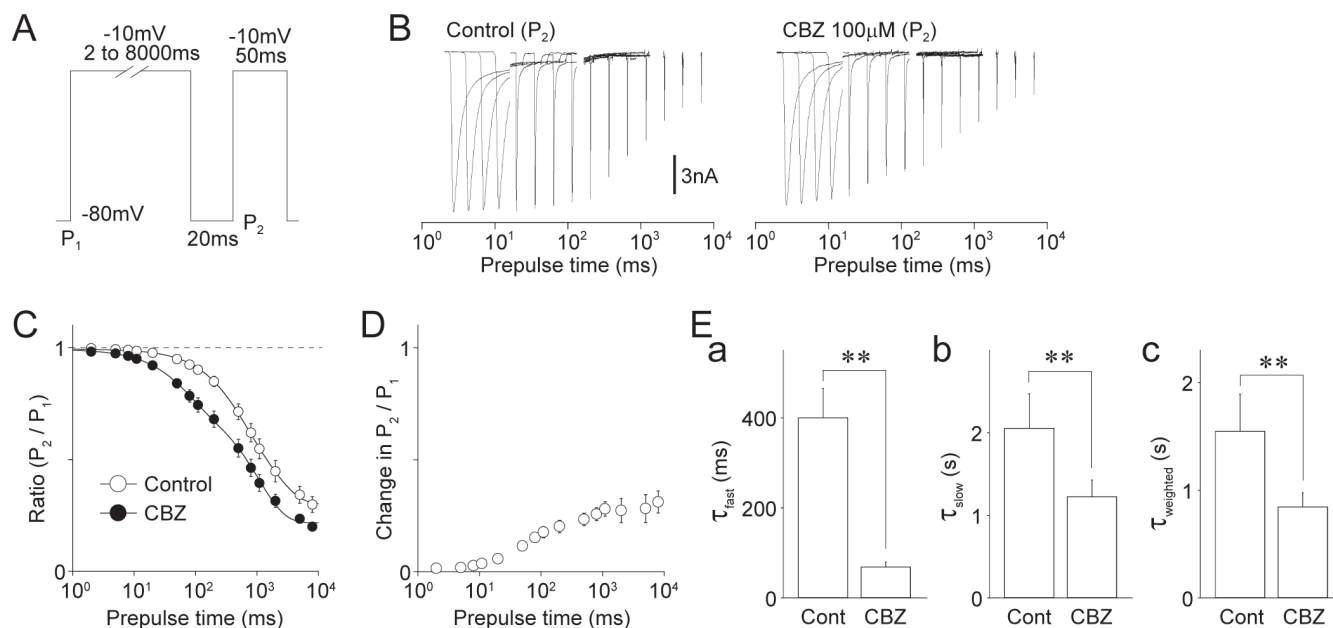 A
-10mV
2 to 8000ms
-10mV
50ms
-80mV
P1
20ms
P2
B
Control (P2)
CBZ 100μM (P2)
3nA
10^0 10^1 10^2 10^3 10^4
Prepulse time (ms)
10^0 10^1 10^2 10^3 10^4
Prepulse time (ms)
C
Ratio (P2 / P1)
1
0
Control
CBZ
10^0 10^1 10^2 10^3 10^4
Prepulse time (ms)
D
Change in P2 / P1
1
0
10^0 10^1 10^2 10^3 10^4
Prepulse time (ms)
E
a
τfast (ms)
400
200
0
**
Cont CBZ
b
τslow (s)
2
1
0
**
Cont CBZ
c
τweighted (s)
2
1
0
**
Cont CBZ